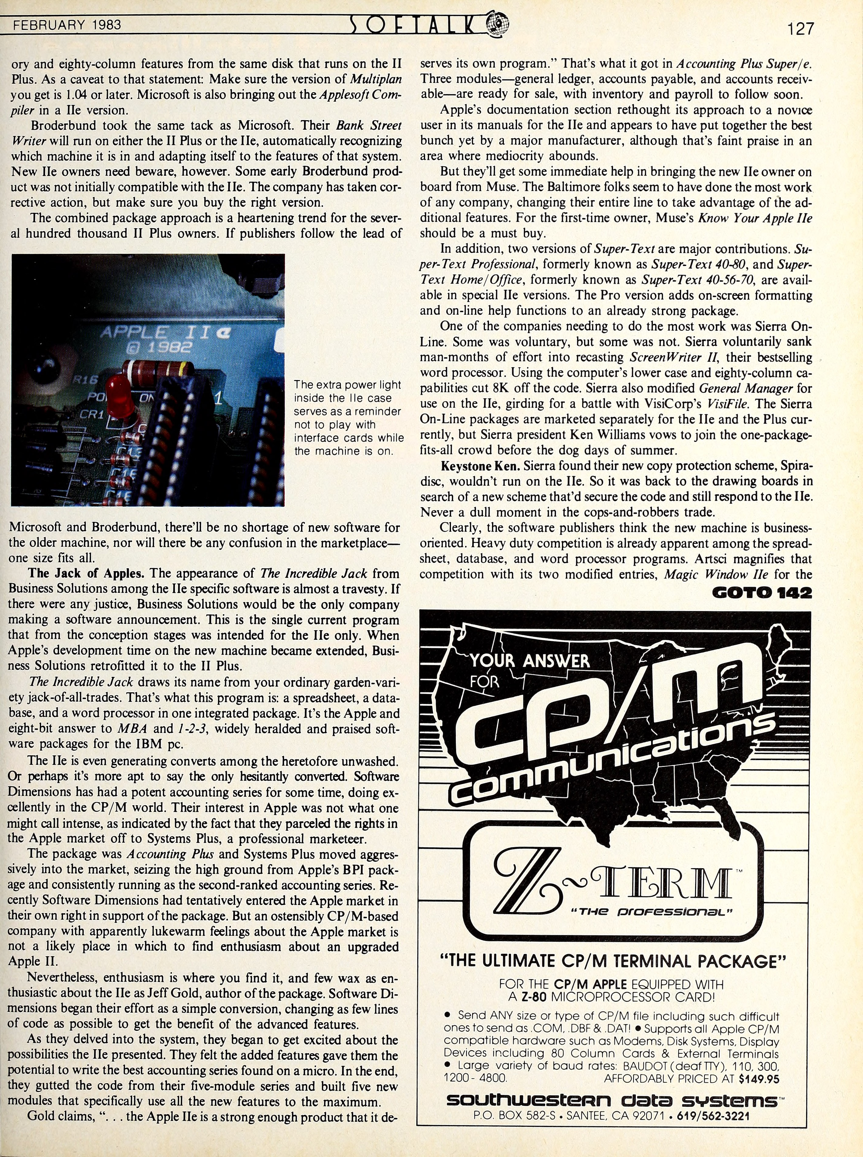 FEBRUARY 1983
SOFTALK
127
ory and eighty-column features from the same disk that runs on the II
Plus. As a caveat to that statement: Make sure the version of Multiplan
you get is 1.04 or later. Microsoft is also bringing out the Applesoft Com-
piler in a IIe version.
Broderbund took the same tack as Microsoft. Their Bank Street
Writer will run on either the II Plus or the IIe, automatically recognizing
which machine it is in and adapting itself to the features of that system.
New IIe owners need beware, however. Some early Broderbund prod-
uct was not initially compatible with the IIe. The company has taken cor-
rective action, but make sure you buy the right version.
The combined package approach is a heartening trend for the sever-
al hundred thousand II Plus owners. If publishers follow the lead of
APPLE IIe
© 1982
R16
ON
CR1
1
The extra power light
inside the IIe case
serves as a reminder
not to play with
interface cards while
the machine is on.
Microsoft and Broderbund, there'll be no shortage of new software for
the older machine, nor will there be any confusion in the marketplace—
one size fits all.
The Jack of Apples. The appearance of The Incredible Jack from
Business Solutions among the IIe specific software is almost a travesty. If
there were any justice, Business Solutions would be the only company
making a software announcement. This is the single current program
that from the conception stages was intended for the IIe only. When
Apple's development time on the new machine became extended, Busi-
ness Solutions retrofitted it to the II Plus.
The Incredible Jack draws its name from your ordinary garden-vari-
ety jack-of-all-trades. That's what this program is: a spreadsheet, a data-
base, and a word processor in one integrated package. It's the Apple and
eight-bit answer to MBA and 1-2-3, widely heralded and praised soft-
ware packages for the IBM pc.
The IIe is even generating converts among the heretofore unwashed.
Or perhaps it's more apt to say the only hesitantly converted. Software
Dimensions has had a potent accounting series for some time, doing ex-
cellently in the CP/M world. Their interest in Apple was not what one
might call intense, as indicated by the fact that they parceled the rights in
the Apple market off to Systems Plus, a professional marketeer.
The package was Accounting Plus and Systems Plus moved aggres-
sively into the market, seizing the high ground from Apple's BPI pack-
age and consistently running as the second-ranked accounting series. Re-
cently Software Dimensions had tentatively entered the Apple market in
their own right in support of the package. But an ostensibly CP/M-based
company with apparently lukewarm feelings about the Apple market is
not a likely place in which to find enthusiasm about an upgraded
Apple II.
Nevertheless, enthusiasm is where you find it, and few wax as en-
thusiastic about the IIe as Jeff Gold, author of the package. Software Di-
mensions began their effort as a simple conversion, changing as few lines
of code as possible to get the benefit of the advanced features.
As they delved into the system, they began to get excited about the
possibilities the IIe presented. They felt the added features gave them the
potential to write the best accounting series found on a micro. In the end,
they gutted the code from their five-module series and built five new
modules that specifically use all the new features to the maximum.
Gold claims, ". . . the Apple IIe is a strong enough product that it de-
serves its own program." That's what it got in Accounting Plus Super/e.
Three modules—general ledger, accounts payable, and accounts receiv-
able—are ready for sale, with inventory and payroll to follow soon.
Apple's documentation section rethought its approach to a novice
user in its manuals for the IIe and appears to have put together the best
bunch yet by a major manufacturer, although that's faint praise in an
area where mediocrity abounds.
But they'll get some immediate help in bringing the new IIe owner on
board from Muse. The Baltimore folks seem to have done the most work
of any company, changing their entire line to take advantage of the ad-
ditional features. For the first-time owner, Muse's Know Your Apple IIe
should be a must buy.
In addition, two versions of Super-Text are major contributions. Su-
per-Text Professional, formerly known as Super-Text 40-80, and Super-
Text Home/Office, formerly known as Super-Text 40-56-70, are avail-
able in special IIe versions. The Pro version adds on-screen formatting
and on-line help functions to an already strong package.
One of the companies needing to do the most work was Sierra On-
Line. Some was voluntary, but some was not. Sierra voluntarily sank
man-months of effort into recasting ScreenWriter II, their bestselling
word processor. Using the computer's lower case and eighty-column ca-
pabilities cut 8K off the code. Sierra also modified General Manager for
use on the IIe, girding for a battle with VisiCorp's VisiFile. The Sierra
On-Line packages are marketed separately for the IIe and the Plus cur-
rently, but Sierra president Ken Williams vows to join the one-package-
fits-all crowd before the dog days of summer.
Keystone Ken. Sierra found their new copy protection scheme, Spira-
disc, wouldn't run on the IIe. So it was back to the drawing boards in
search of a new scheme that'd secure the code and still respond to the IIe.
Never a dull moment in the cops-and-robbers trade.
Clearly, the software publishers think the new machine is business-
oriented. Heavy duty competition is already apparent among the spread-
sheet, database, and word processor programs. Artsci magnifies that
competition with its two modified entries, Magic Window IIe for the
GOTO 142
YOUR ANSWER
FOR
CP/M
communications
Z~TERM™
"THE professional"
"THE ULTIMATE CP/M TERMINAL PACKAGE"
FOR THE CP/M APPLE EQUIPPED WITH
A Z-80 MICROPROCESSOR CARD!
● Send ANY size or type of CP/M file including such difficult
ones to send as .COM, .DBF & .DAT! ● Supports all Apple CP/M
compatible hardware such as Modems, Disk Systems, Display
Devices including 80 Column Cards & External Terminals
● Large variety of baud rates: BAUDOT (deaf TTY), 110, 300,
1200 - 4800. AFFORDABLY PRICED AT $149.95
southwestern data systems™
P.O. BOX 582-S • SANTEE, CA 92071 • 619/562-3221